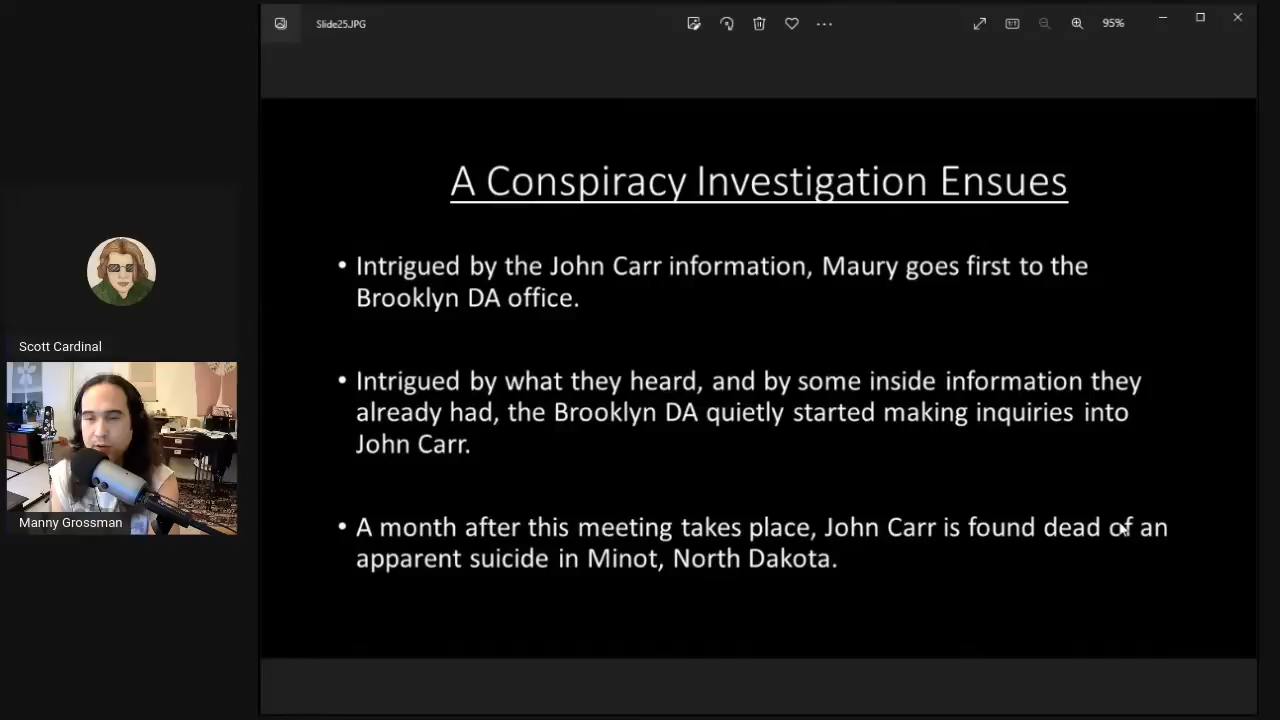 Slide25.JPG
95%
A Conspiracy Investigation Ensues
• Intrigued by the John Carr information, Maury goes first to the
Brooklyn DA office.
• Intrigued by what they heard, and by some inside information they
already had, the Brooklyn DA quietly started making inquiries into
John Carr.
• A month after this meeting takes place, John Carr is found dead of an
apparent suicide in Minot, North Dakota.
Scott Cardinal
Manny Grossman